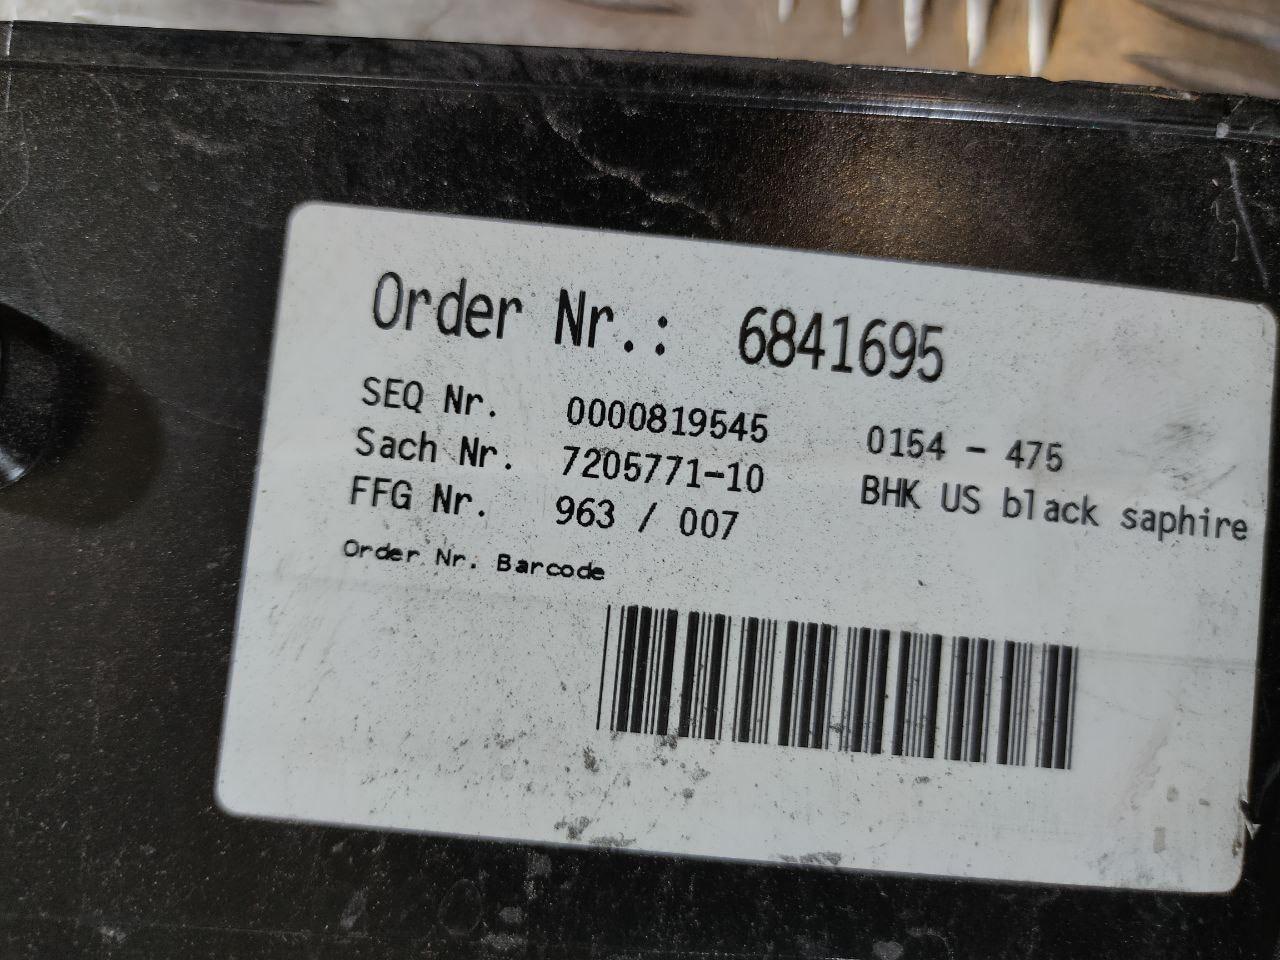 Order Nr.: 6841695
SEQ Nr. 0000819545 0154 - 475
Sach Nr. 7205771-10 BHK US black saphire
FFG Nr. 963 / 007
Order Nr. Barcode